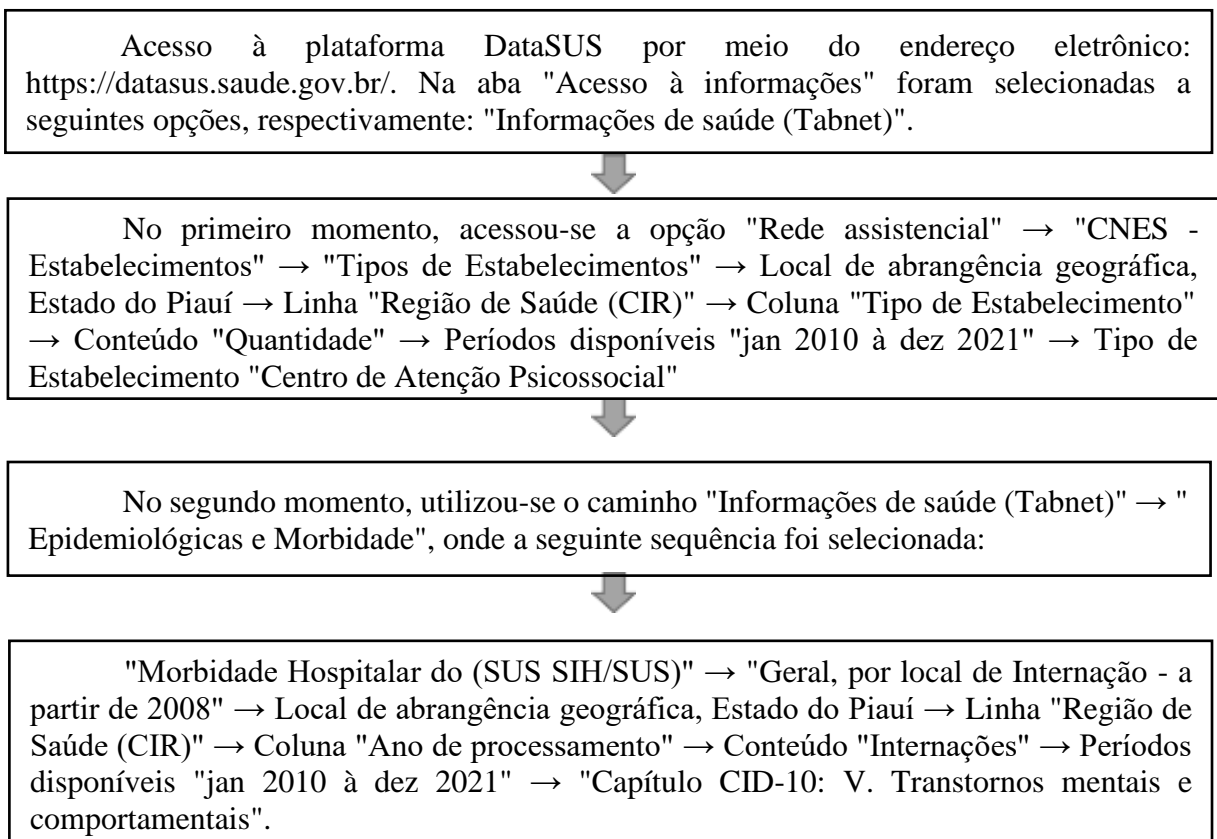 Acesso à plataforma DataSUS por meio do endereço eletrônico:
https://datasus.saude.gov.br/. Na aba "Acesso à informações" foram selecionadas a
seguintes opções, respectivamente: "Informações de saúde (Tabnet)".
No primeiro momento, acessou-se a opção "Rede assistencial" → "CNES -
Estabelecimentos" → "Tipos de Estabelecimentos" → Local de abrangência geográfica,
Estado do Piauí → Linha "Região de Saúde (CIR)" → Coluna "Tipo de Estabelecimento"
→ Conteúdo "Quantidade" → Períodos disponíveis "jan 2010 à dez 2021" → Tipo de
Estabelecimento "Centro de Atenção Psicossocial"
No segundo momento, utilizou-se o caminho "Informações de saúde (Tabnet)" → "
Epidemiológicas e Morbidade", onde a seguinte sequência foi selecionada:
"Morbidade Hospitalar do (SUS SIH/SUS)" → "Geral, por local de Internação - a
partir de 2008" → Local de abrangência geográfica, Estado do Piauí → Linha "Região de
Saúde (CIR)" → Coluna "Ano de processamento" → Conteúdo "Internações" → Períodos
disponíveis "jan 2010 à dez 2021" → "Capítulo CID-10: V. Transtornos mentais e
comportamentais".